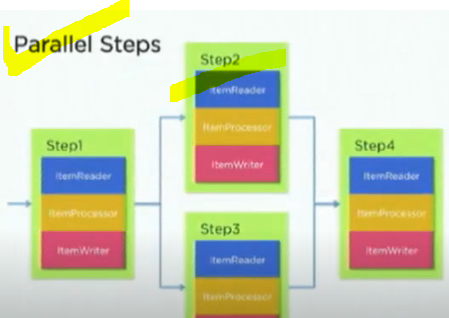 Parallel Steps
Step1
ItemReader
ItemProcessor
ItemWriter
Step2
ItemReader
ItemProcessor
ItemWriter
Step3
ItemReader
ItemProcessor
Step4
ItemReader
ItemProcessor
ItemWriter